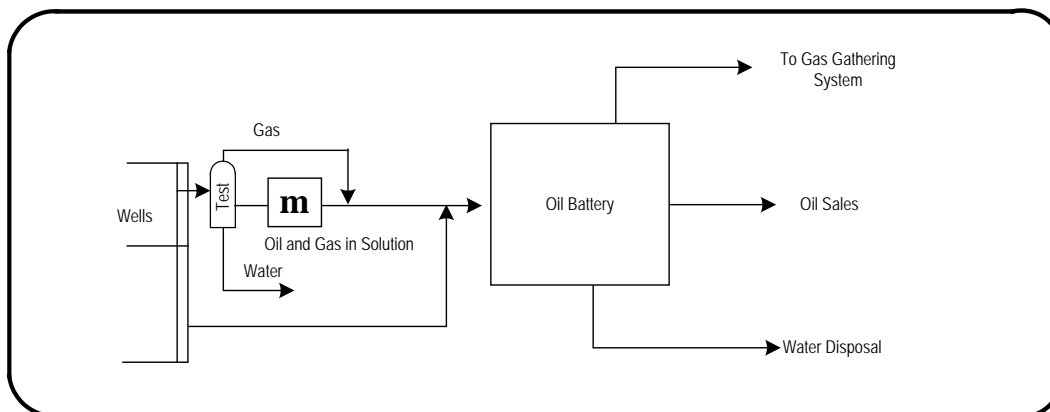 To Gas Gathering
System
Gas
Test
m
Wells
Oil Battery
Oil Sales
Oil and Gas in Solution
Water
Water Disposal